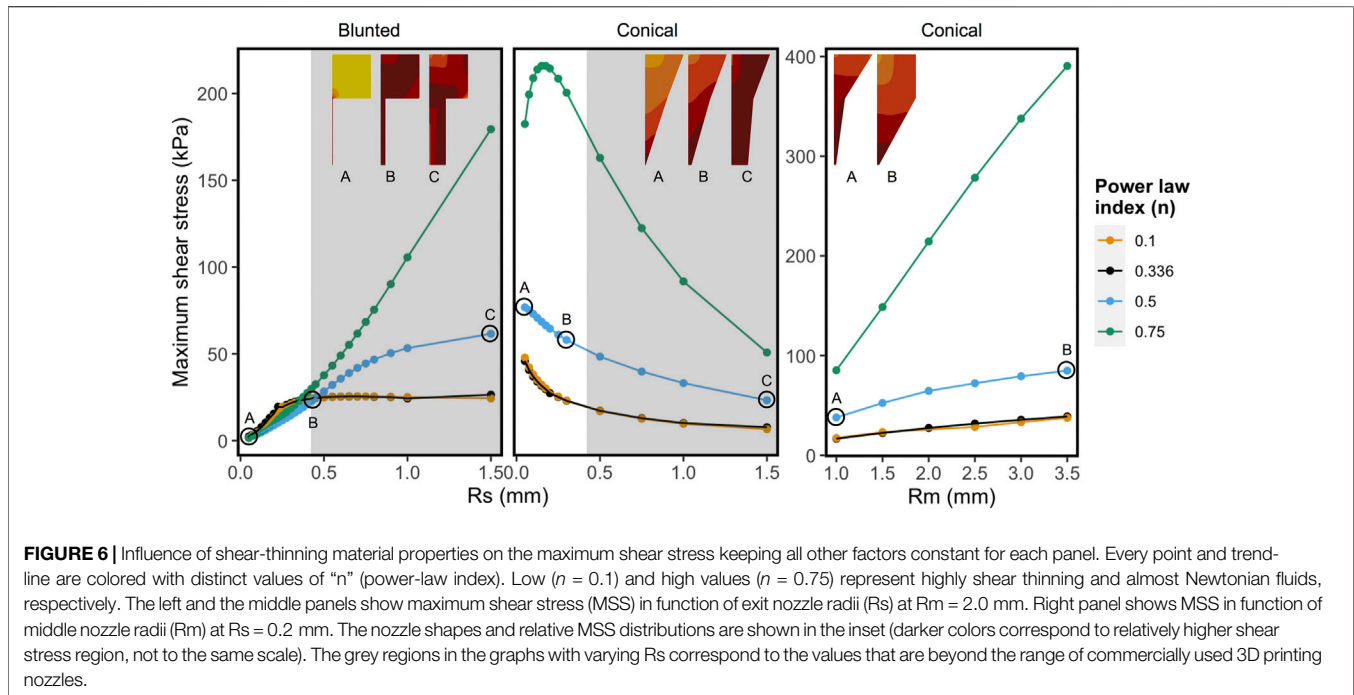 Blunted
Conical
Conical
Maximum shear stress (kPa)
200
150
100
50
0
A
B
C
A
B
C
0.0
0.5
1.0
1.5
A
B
C
A
B
C
0.0
0.5
1.0
1.5
Rs (mm)
400
300
200
100
0
A
B
A
B
1.0
1.5
2.0
2.5
3.0
3.5
Rm (mm)
Power law
index (n)
0.1
0.336
0.5
0.75
FIGURE 6 | Influence of shear-thinning material properties on the maximum shear stress keeping all other factors constant for each panel. Every point and trend-
line are colored with distinct values of “n” (power-law index). Low (n = 0.1) and high values (n = 0.75) represent highly shear thinning and almost Newtonian fluids,
respectively. The left and the middle panels show maximum shear stress (MSS) in function of exit nozzle radii (Rs) at Rm = 2.0 mm. Right panel shows MSS in function of
middle nozzle radii (Rm) at Rs = 0.2 mm. The nozzle shapes and relative MSS distributions are shown in the inset (darker colors correspond to relatively higher shear
stress region, not to the same scale). The grey regions in the graphs with varying Rs correspond to the values that are beyond the range of commercially used 3D printing
nozzles.